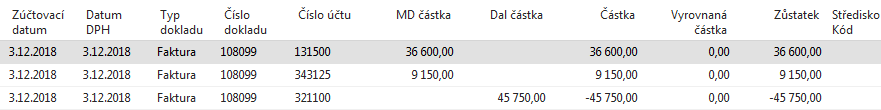 Zúčtovací datum Datum DPH Typ dokladu Číslo dokladu Číslo účtu MD částka Dal částka Částka Vyrovnaná částka Zůstatek Středisko Kód
3.12.2018 3.12.2018 Faktura 108099 131500 36 600,00 36 600,00 0,00 36 600,00
3.12.2018 3.12.2018 Faktura 108099 343125 9 150,00 9 150,00 0,00 9 150,00
3.12.2018 3.12.2018 Faktura 108099 321100 45 750,00 -45 750,00 0,00 -45 750,00